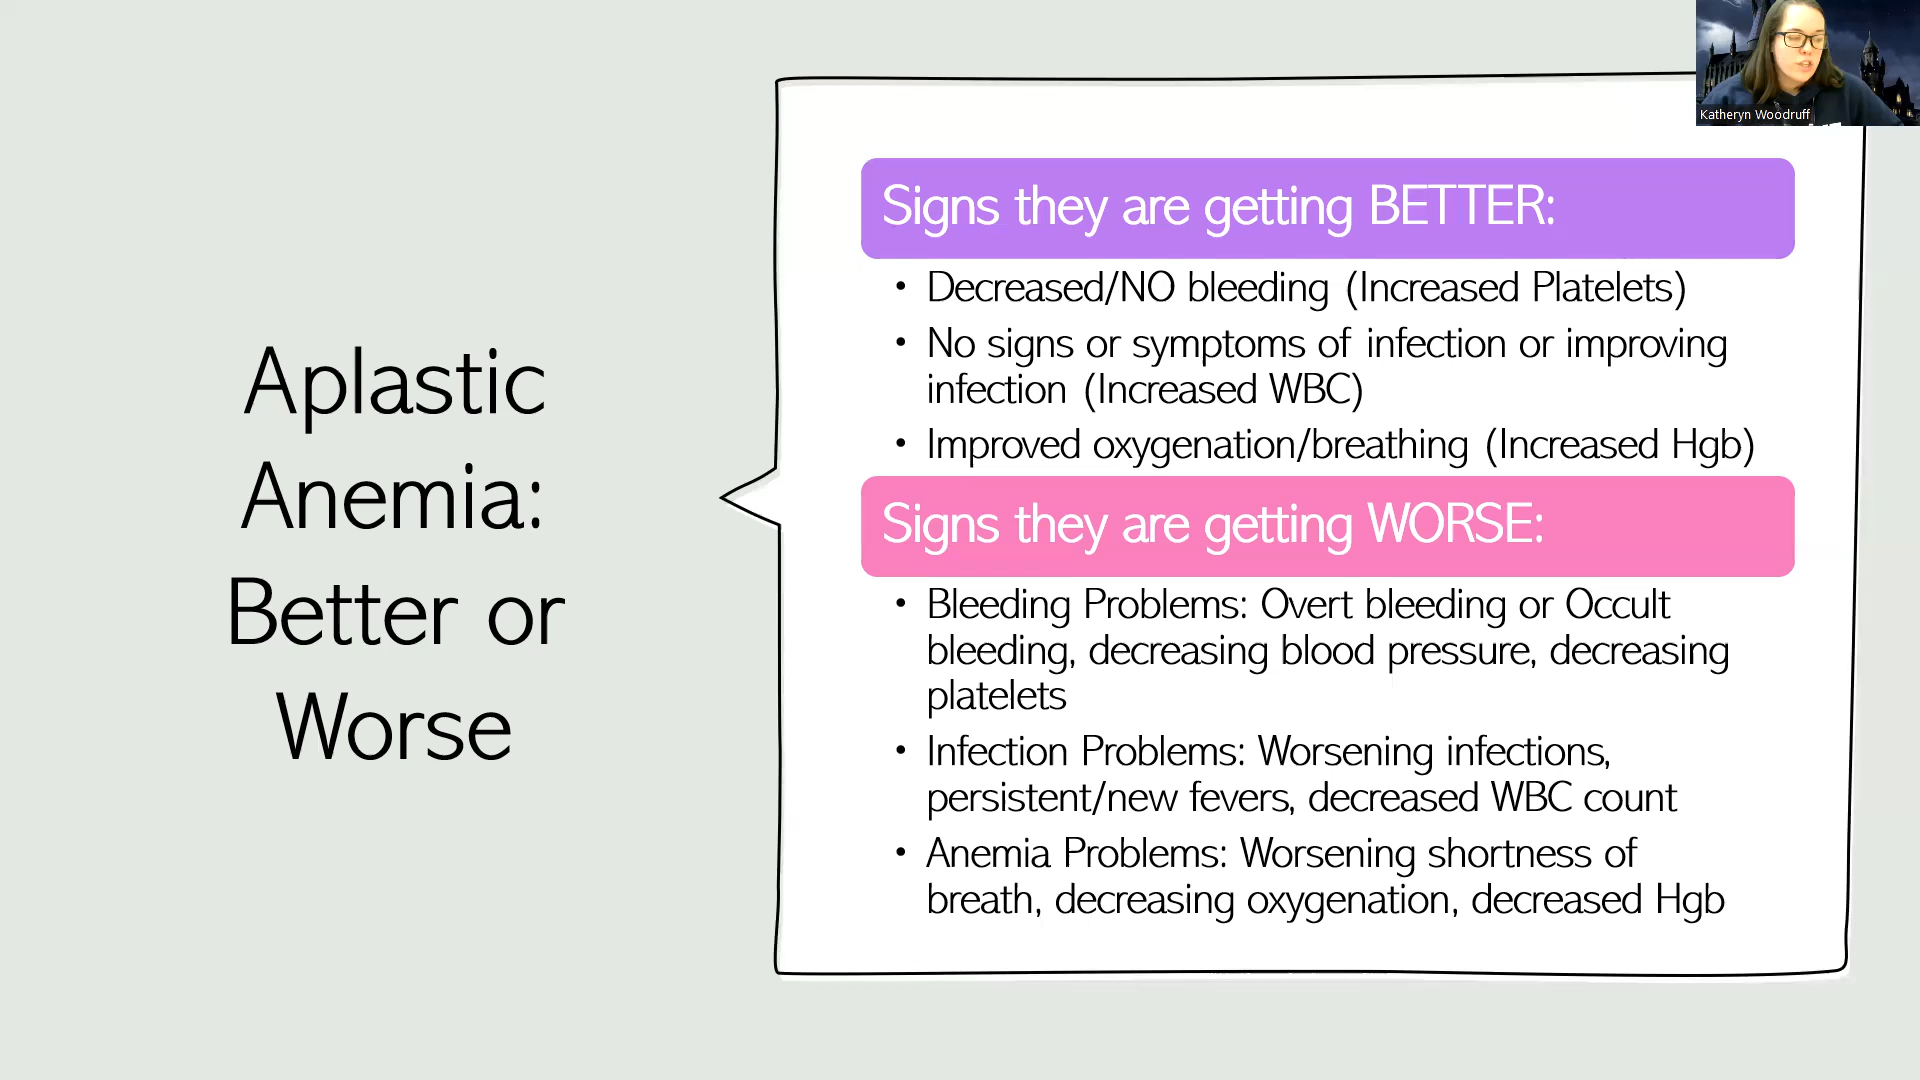 Katheryn Woodruff
Aplastic
Anemia:
Better or
Worse
Signs they are getting BETTER:
• Decreased/NO bleeding (Increased Platelets)
• No signs or symptoms of infection or improving
infection (Increased WBC)
• Improved oxygenation/breathing (Increased Hgb)
Signs they are getting WORSE:
• Bleeding Problems: Overt bleeding or Occult
bleeding, decreasing blood pressure, decreasing
platelets
• Infection Problems: Worsening infections,
persistent/new fevers, decreased WBC count
• Anemia Problems: Worsening shortness of
breath, decreasing oxygenation, decreased Hgb